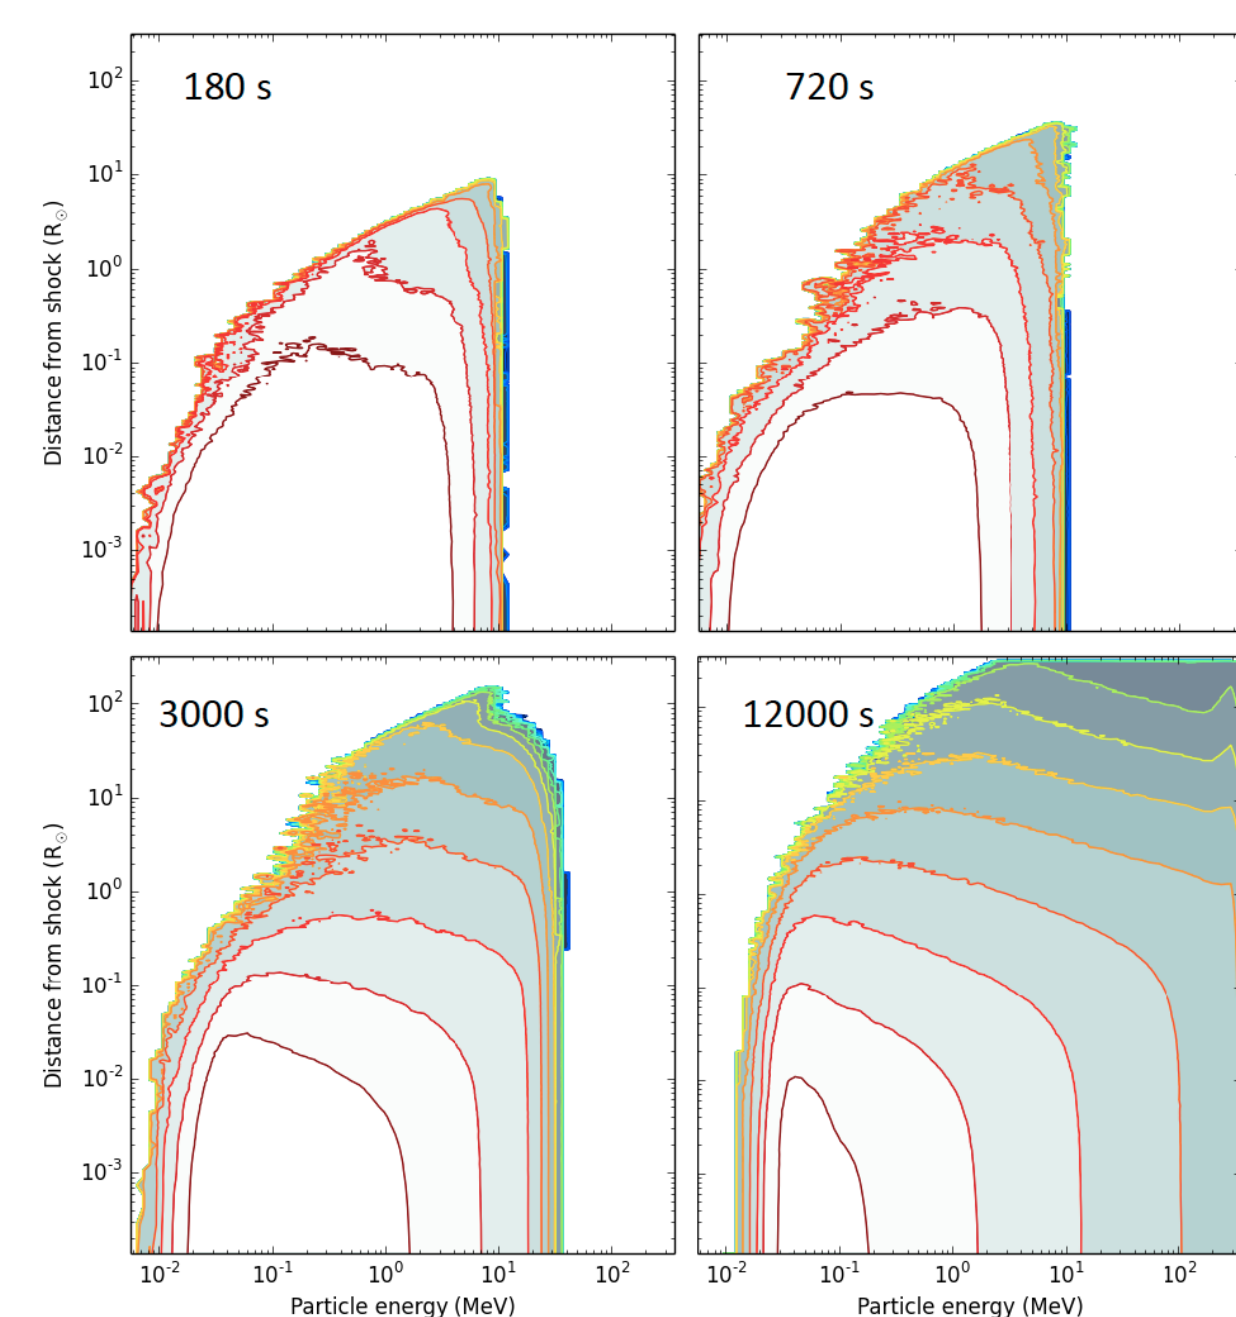 180 s
720 s
10²
10¹
10⁰
10⁻¹
10⁻²
10⁻³
Distance from shock (R☉)
3000 s
12000 s
10²
10¹
10⁰
10⁻¹
10⁻²
10⁻³
Distance from shock (R☉)
10⁻² 10⁻¹ 10⁰ 10¹ 10²
10⁻² 10⁻¹ 10⁰ 10¹ 10²
Particle energy (MeV)
Particle energy (MeV)